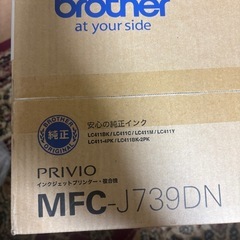 brother
at your side
BROTHER
純正
ORIGINAL
安心の純正インク
LC411BK / LC411C / LC411M / LC411Y
LC411-4PK / LC411BK-2PK
PRIVIO
インクジェットプリンター・複合機
MFC-J739DN